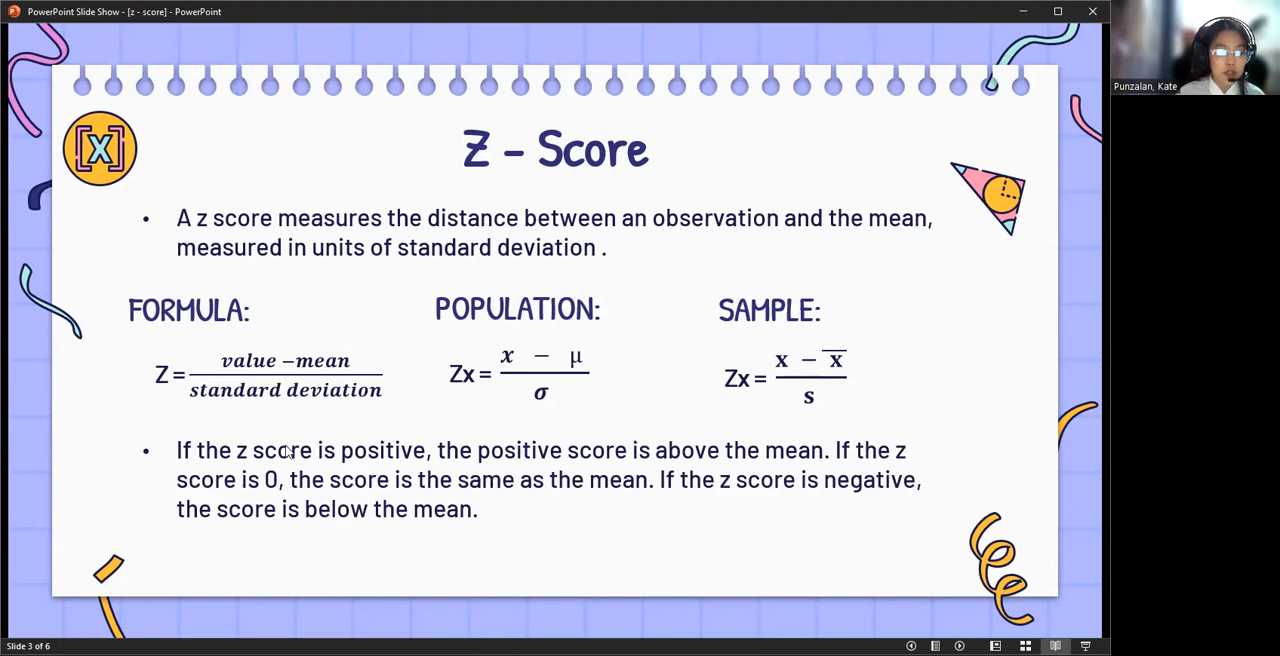 PowerPoint Slide Show - [z - score] - PowerPoint
Punzalan, Kate
[X]
Z - Score
• A z score measures the distance between an observation and the mean,
measured in units of standard deviation .
FORMULA:
POPULATION:
SAMPLE:
Z = value −mean / standard deviation
Zx = x − μ / σ
Zx = x − x̅ / s
• If the z score is positive, the positive score is above the mean. If the z
score is 0, the score is the same as the mean. If the z score is negative,
the score is below the mean.
Slide 3 of 6